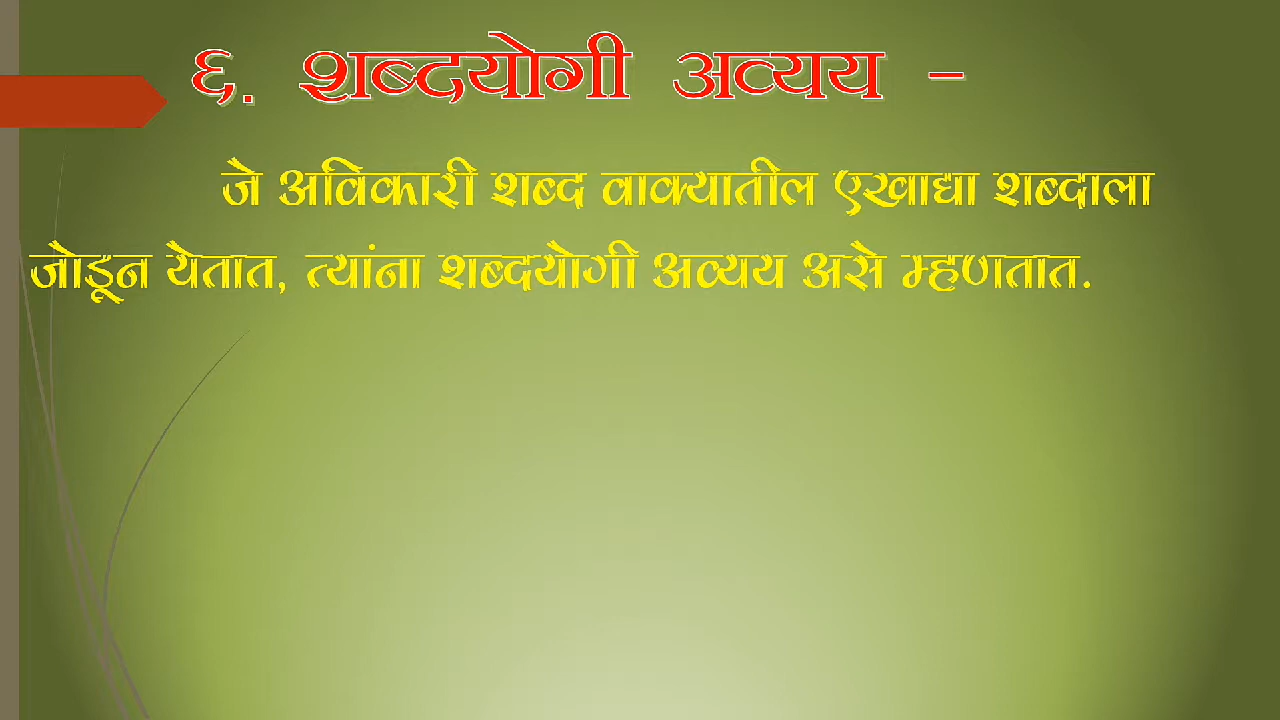 ६. शब्दयोगी अव्यय -
जे अविकारी शब्द वाक्यातील एखाद्या शब्दाला
जोडून येतात, त्यांना शब्दयोगी अव्यय असे म्हणतात.